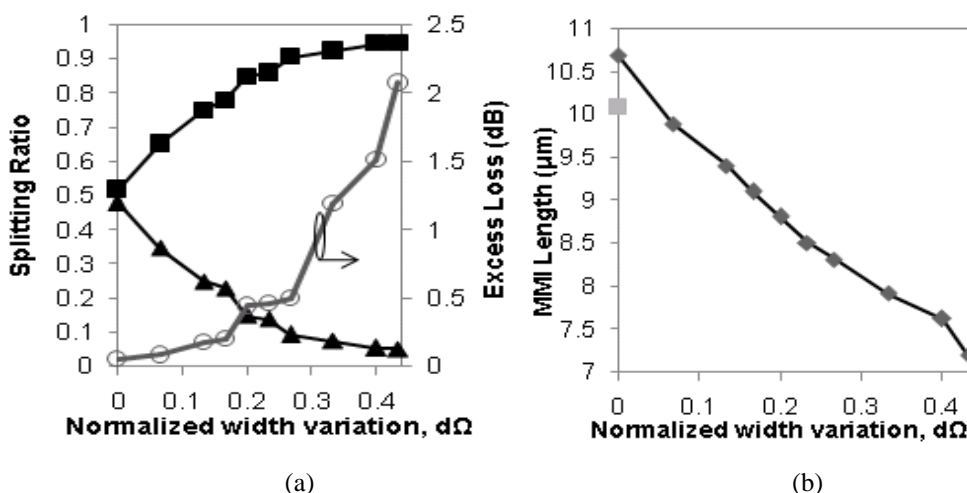 1
0.9
0.8
0.7
0.6
0.5
0.4
0.3
0.2
0.1
0
Splitting Ratio
2.5
2
1.5
1
0.5
0
Excess Loss (dB)
0 0.1 0.2 0.3 0.4
Normalized width variation, dΩ
(a)
11
10.5
10
9.5
9
8.5
8
7.5
7
MMI Length (µm)
0 0.1 0.2 0.3 0.4
Normalized width variation, dΩ
(b)